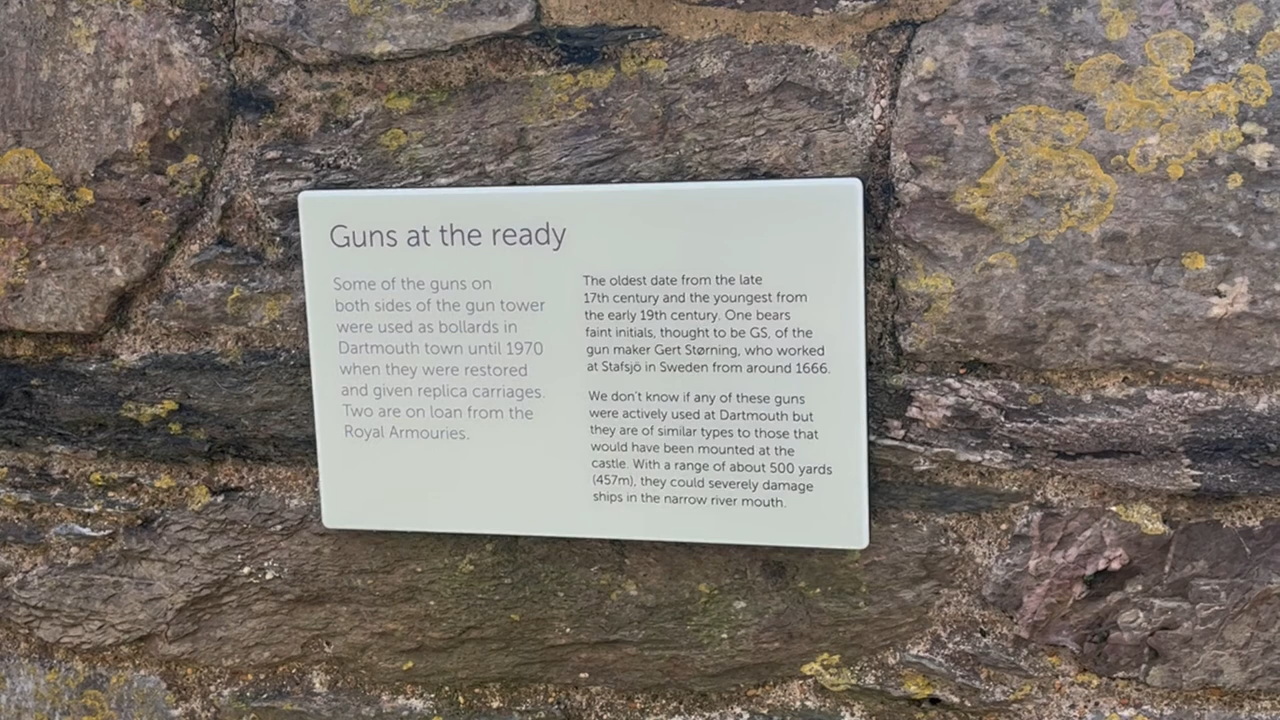 Guns at the ready
Some of the guns on
both sides of the gun tower
were used as bollards in
Dartmouth town until 1970
when they were restored
and given replica carriages.
Two are on loan from the
Royal Armouries.
The oldest date from the late
17th century and the youngest from
the early 19th century. One bears
faint initials, thought to be GS, of the
gun maker Gert Størning, who worked
at Stafsjö in Sweden from around 1666.
We don't know if any of these guns
were actively used at Dartmouth but
they are of similar types to those that
would have been mounted at the
castle. With a range of about 500 yards
(457m), they could severely damage
ships in the narrow river mouth.